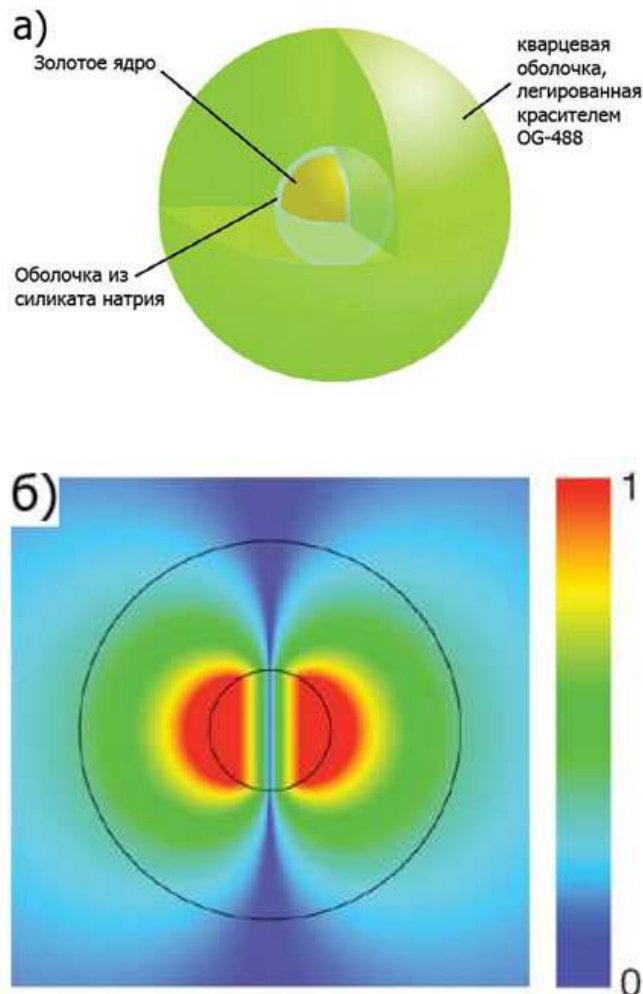 а)
Золотое ядро
кварцевая
оболочка,
легированная
красителем
OG-488
Оболочка из
силиката натрия
б)
1
0